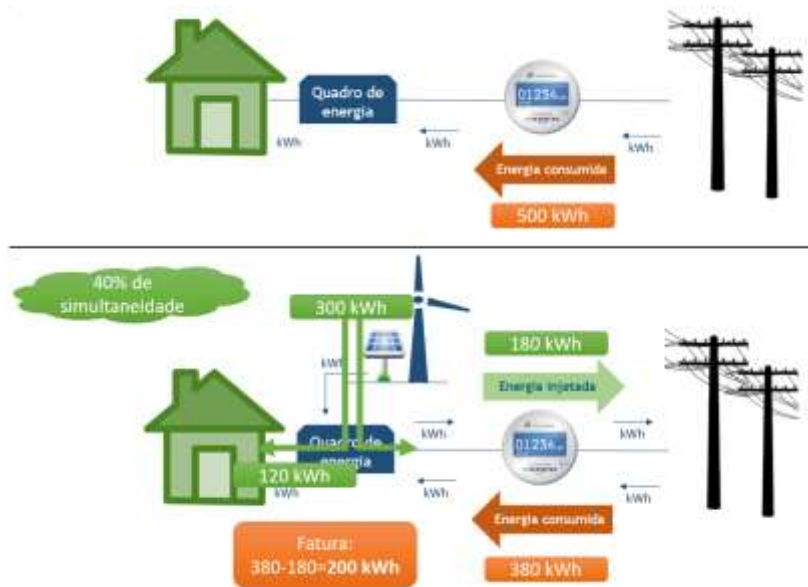 Quadro de
energia
01234
kWh
kWh
kWh
Energia consumida
500 kWh
40% de
simultaneidade
300 kWh
180 kWh
kWh
Energia injetada
kWh
kWh
Quadro de
energia
01234
120 kWh
kWh
kWh
kWh
Energia consumida
Fatura:
380-180=200 kWh
380 kWh